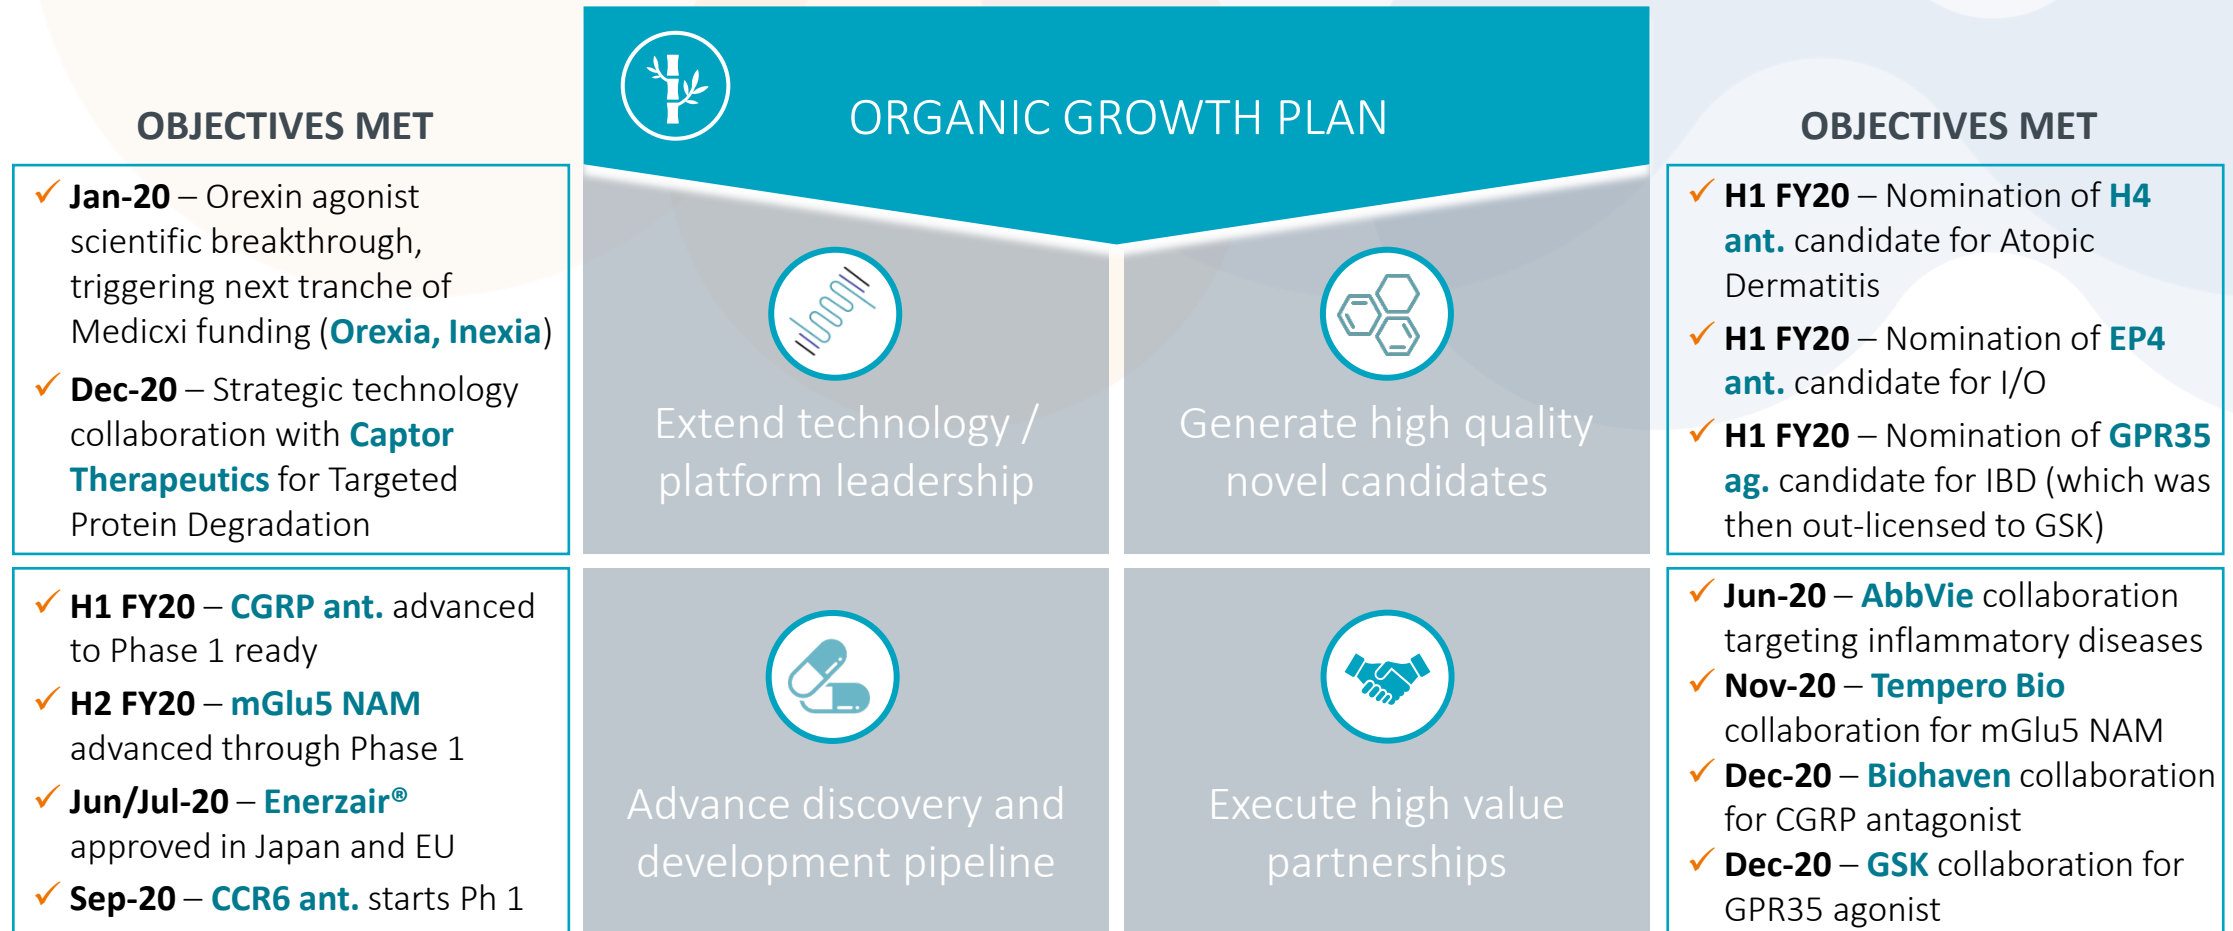 ORGANIC GROWTH PLAN
OBJECTIVES MET
✓ Jan-20 – Orexin agonist
scientific breakthrough,
triggering next tranche of
Medicxi funding (Orexia, Inexia)
✓ Dec-20 – Strategic technology
collaboration with Captor
Therapeutics for Targeted
Protein Degradation
Extend technology /
platform leadership
Generate high quality
novel candidates
OBJECTIVES MET
✓ H1 FY20 – Nomination of H4
ant. candidate for Atopic
Dermatitis
✓ H1 FY20 – Nomination of EP4
ant. candidate for I/O
✓ H1 FY20 – Nomination of GPR35
ag. candidate for IBD (which was
then out-licensed to GSK)
✓ H1 FY20 – CGRP ant. advanced
to Phase 1 ready
✓ H2 FY20 – mGlu5 NAM
advanced through Phase 1
✓ Jun/Jul-20 – Enerzair®
approved in Japan and EU
✓ Sep-20 – CCR6 ant. starts Ph 1
Advance discovery and
development pipeline
Execute high value
partnerships
✓ Jun-20 – AbbVie collaboration
targeting inflammatory diseases
✓ Nov-20 – Tempero Bio
collaboration for mGlu5 NAM
✓ Dec-20 – Biohaven collaboration
for CGRP antagonist
✓ Dec-20 – GSK collaboration for
GPR35 agonist